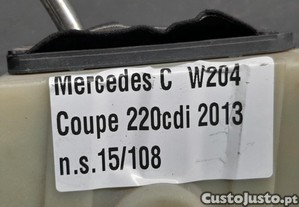 Mercedes C W204
Coupe 220cdi 2013
n.s.15/108
CustoJusto.pt